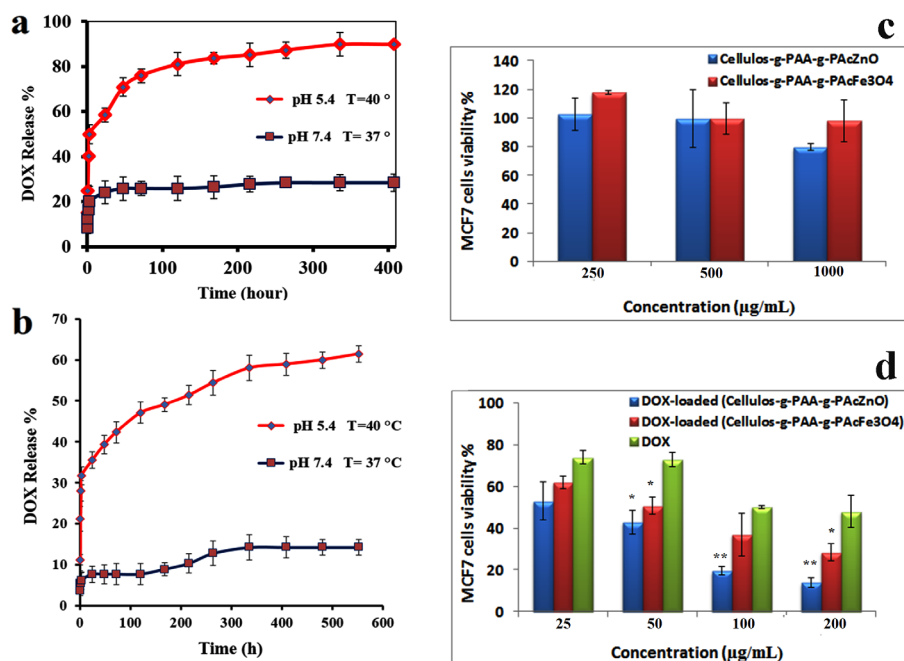 a
DOX Release %
100
80
60
40
20
0
pH 5.4 T=40 °
pH 7.4 T= 37 °
0 100 200 300 400
Time (hour)
b
DOX Release %
70
60
50
40
30
20
10
0
pH 5.4 T=40 °C
pH 7.4 T= 37 °C
0 100 200 300 400 500 600
Time (h)
c
MCF7 cells viability %
140
120
100
80
60
40
20
0
Cellulos-g-PAA-g-PAcZnO
Cellulos-g-PAA-g-PAcFe3O4
250 500 1000
Concentration (µg/mL)
d
MCF7 cells viability %
100
80
60
40
20
0
DOX-loaded (Cellulos-g-PAA-g-PAcZnO)
DOX-loaded (Cellulos-g-PAA-g-PAcFe3O4)
DOX
* *
**
** *
25 50 100 200
Concentration (µg/mL)